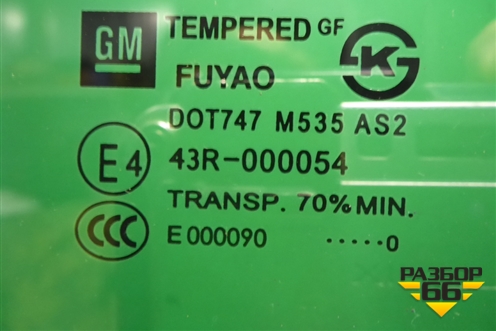 GM TEMPERED GF
FUYAO
DOT747 M535 AS2
E4 43R-000054
TRANSP. 70% MIN.
CCC E 000090 ·····0
РАЗБОР
66